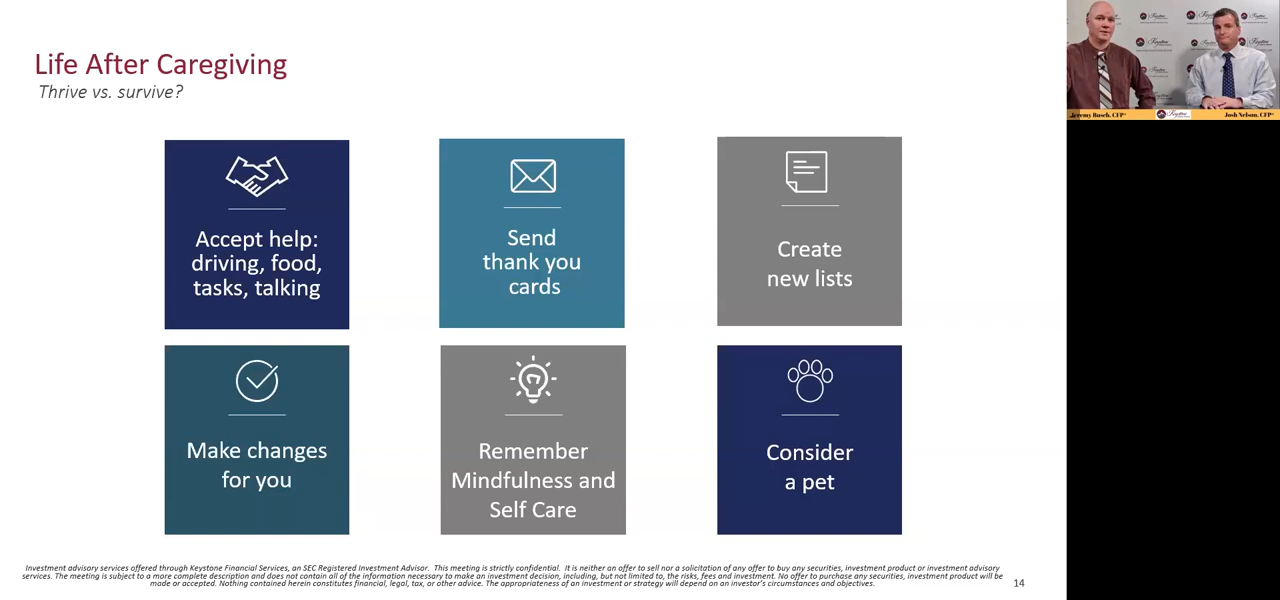 Life After Caregiving
Thrive vs. survive?
Accept help:
driving, food,
tasks, talking
Send
thank you
cards
Create
new lists
Make changes
for you
Remember
Mindfulness and
Self Care
Consider
a pet
Investment advisory services offered through Keystone Financial Services, an SEC Registered Investment Advisor. This meeting is strictly confidential. It is neither an offer to sell nor a solicitation of any offer to buy any securities, investment product or investment advisory
services. The meeting is subject to a more complete description and does not contain all of the information necessary to make an investment decision, including, but not limited to, the risks, fees and investment. No offer to purchase any securities, investment product will be
made or accepted. Nothing contained herein constitutes financial, legal, tax, or other advice. The appropriateness of an investment or strategy will depend on an investor's circumstances and objectives.
14
Keystone
Jeremy Busch, CFP
Josh Nelson, CFP